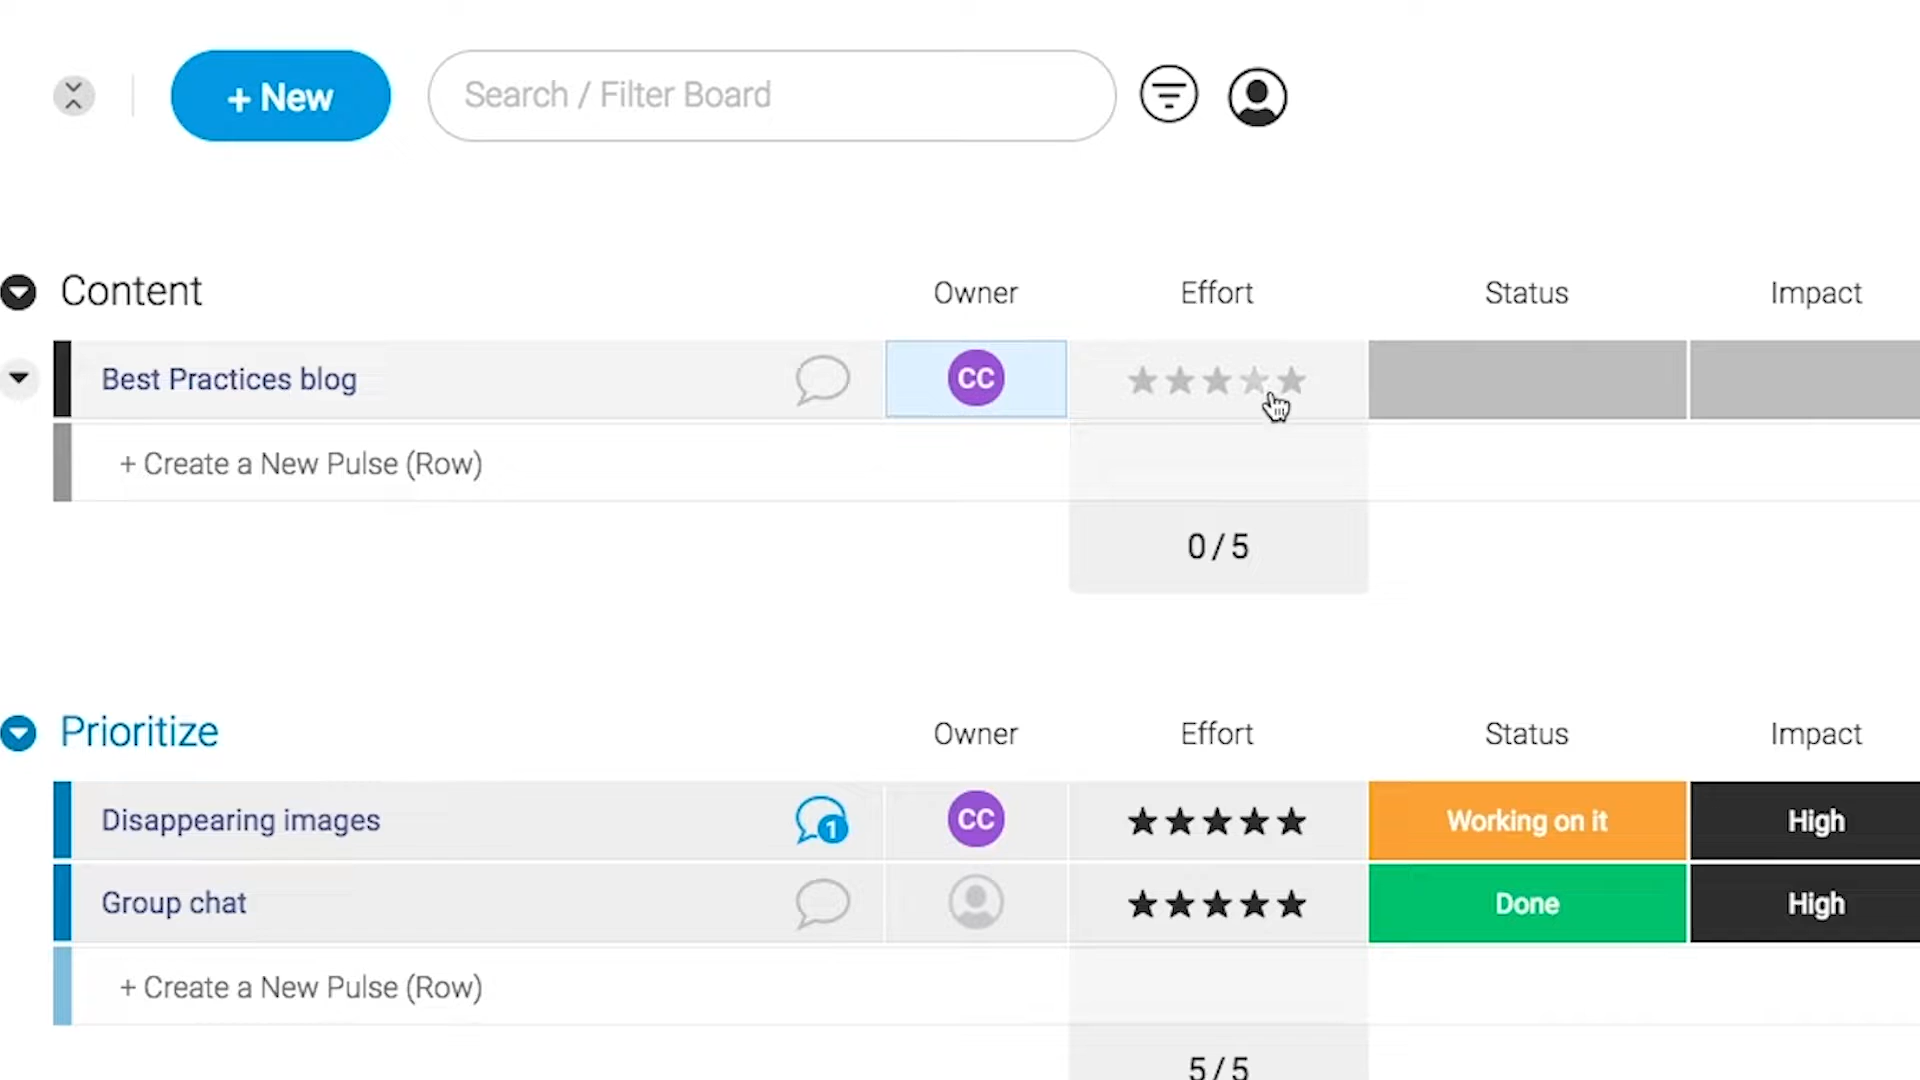 + New
Search / Filter Board
Content Owner Effort Status Impact
Best Practices blog CC
+ Create a New Pulse (Row)
0 / 5
Prioritize Owner Effort Status Impact
Disappearing images 1 CC Working on it High
Group chat Done High
+ Create a New Pulse (Row)
5 / 5